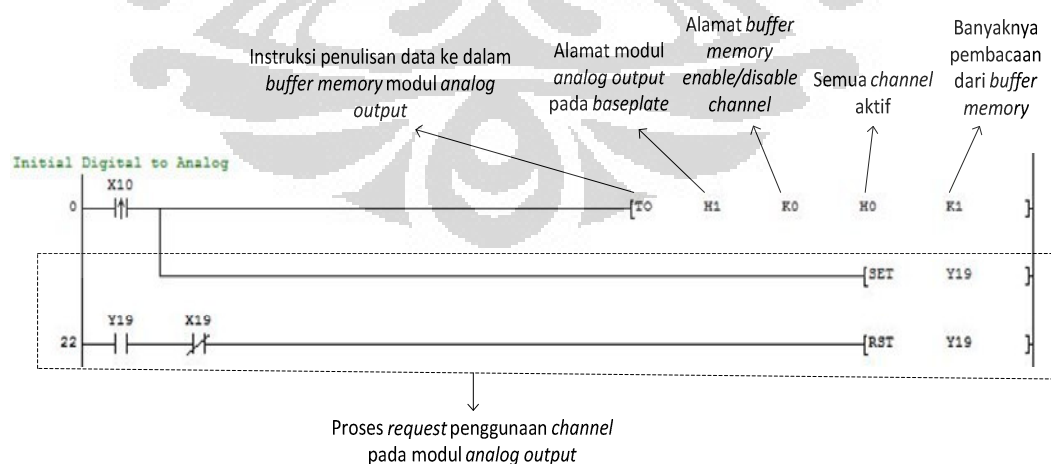 Instruksi penulisan data ke dalam
buffer memory modul analog
output
Alamat modul
analog output
pada baseplate
Alamat buffer
memory
enable/disable
channel
Semua channel
aktif
Banyaknya
pembacaan
dari buffer
memory
Initial Digital to Analog
X10
0 [TO H1 K0 H0 K1 ]
[SET Y19 ]
Y19 X19
22 [RST Y19 ]
Proses request penggunaan channel
pada modul analog output